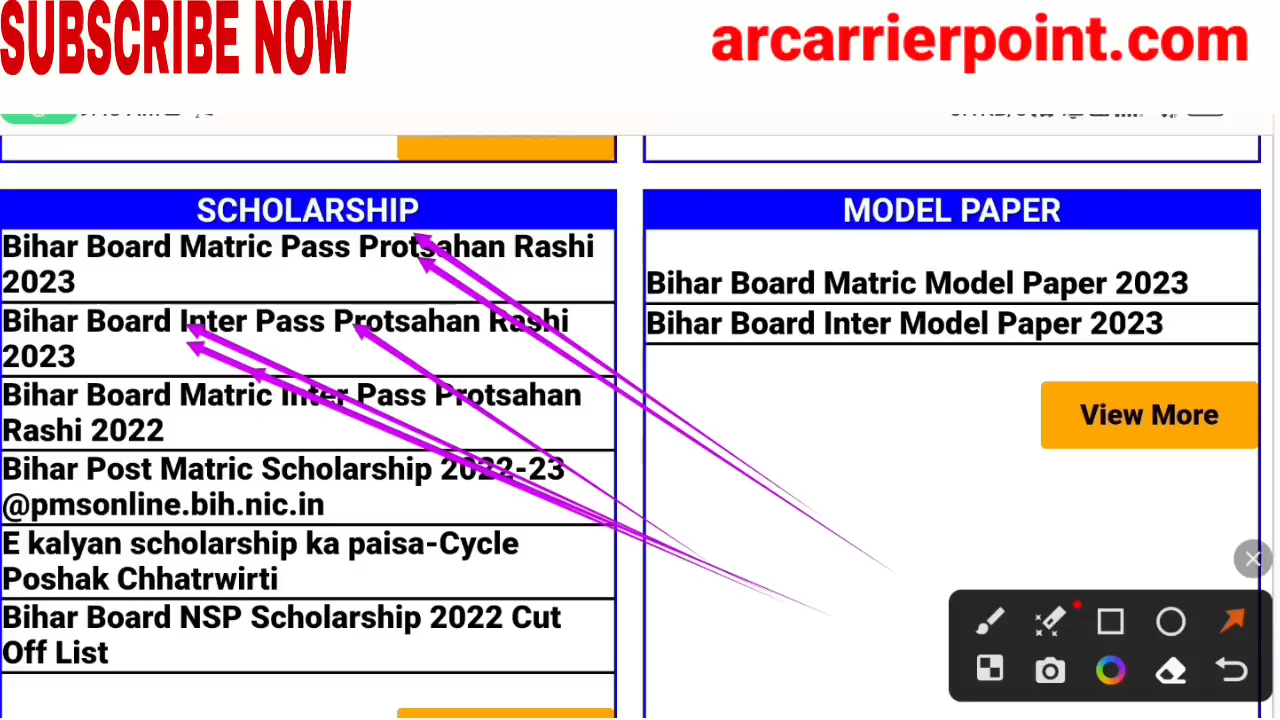 SUBSCRIBE NOW
arcarrierpoint.com
SCHOLARSHIP
Bihar Board Matric Pass Protsahan Rashi
2023
Bihar Board Inter Pass Protsahan Rashi
2023
Bihar Board Matric Inter Pass Protsahan
Rashi 2022
Bihar Post Matric Scholarship 2022-23
@pmsonline.bih.nic.in
E kalyan scholarship ka paisa-Cycle
Poshak Chhatrwirti
Bihar Board NSP Scholarship 2022 Cut
Off List
MODEL PAPER
Bihar Board Matric Model Paper 2023
Bihar Board Inter Model Paper 2023
View More